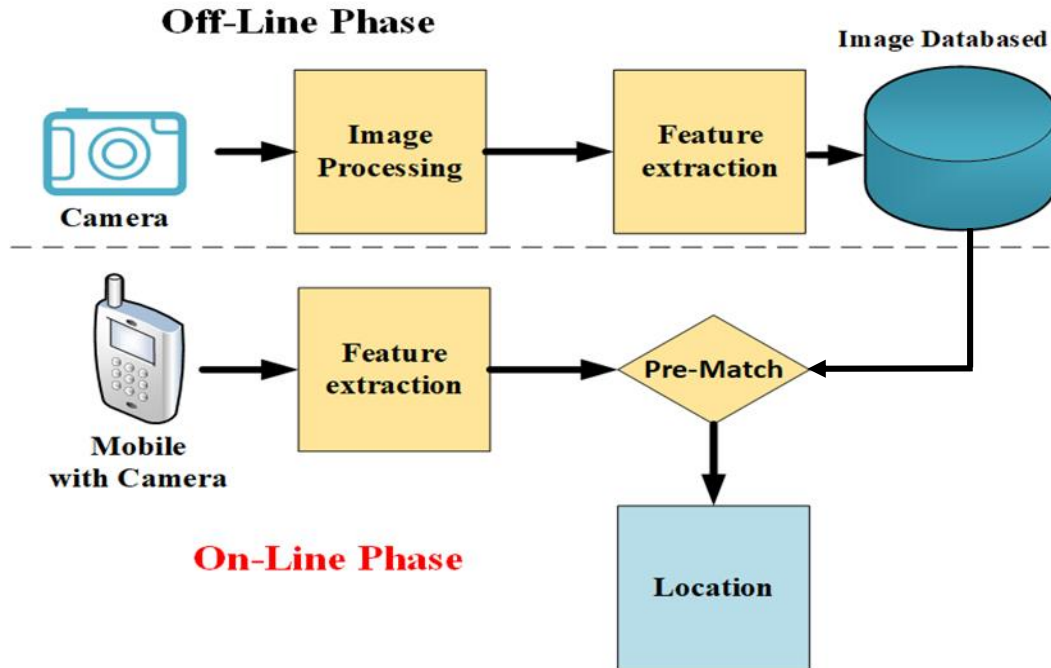 Off-Line Phase
Image Databased
Image
Processing
Feature
extraction
Camera
Feature
extraction
Pre-Match
Mobile
with Camera
On-Line Phase
Location